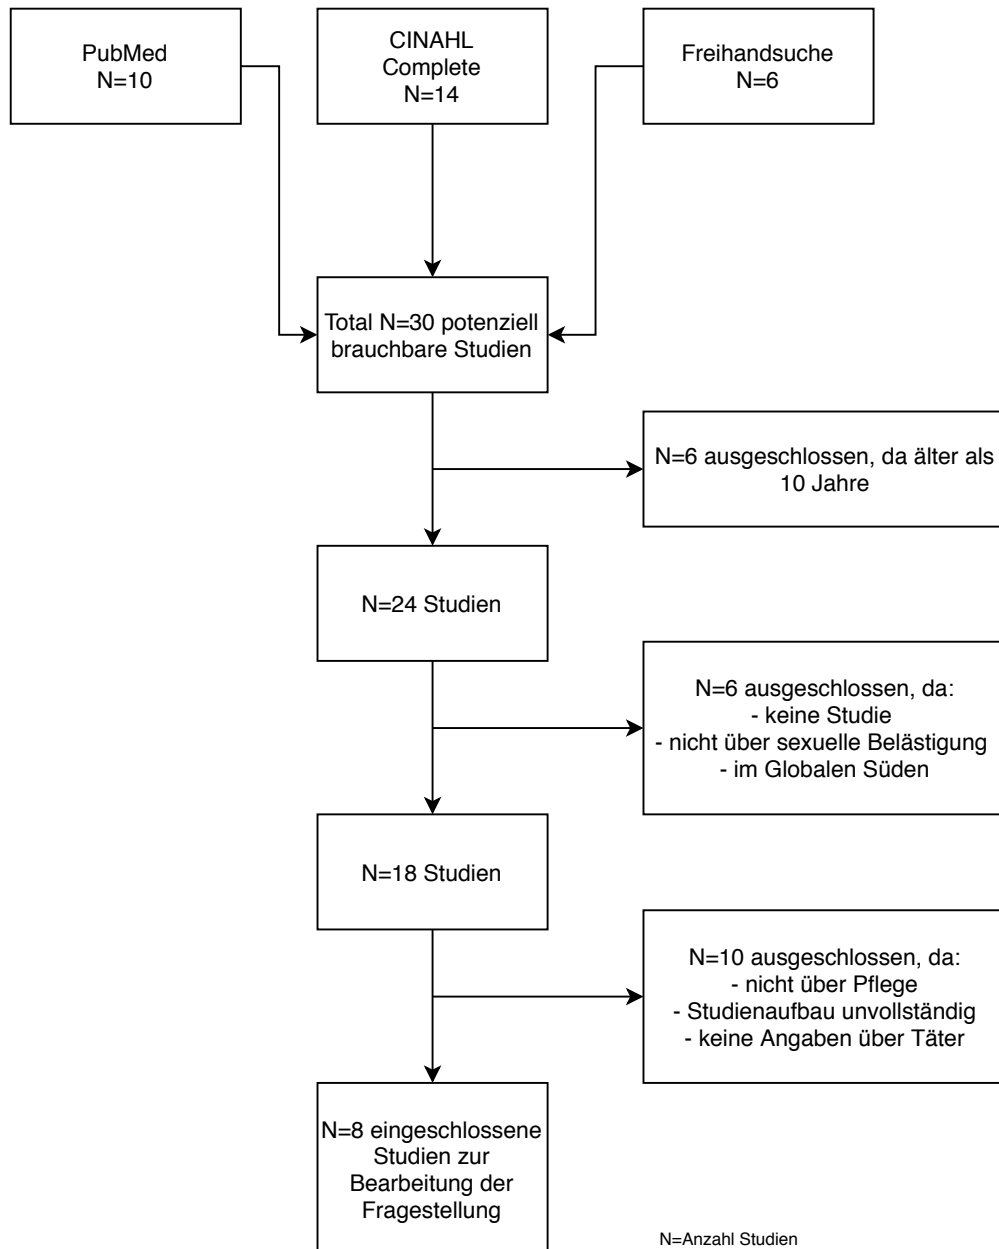 PubMed
N=10
CINAHL
Complete
N=14
Freihandsuche
N=6
Total N=30 potenziell
brauchbare Studien
N=6 ausgeschlossen, da älter als
10 Jahre
N=24 Studien
N=6 ausgeschlossen, da:
- keine Studie
- nicht über sexuelle Belästigung
- im Globalen Süden
N=18 Studien
N=10 ausgeschlossen, da:
- nicht über Pflege
- Studienaufbau unvollständig
- keine Angaben über Täter
N=8 eingeschlossene
Studien zur
Bearbeitung der
Fragestellung
N=Anzahl Studien